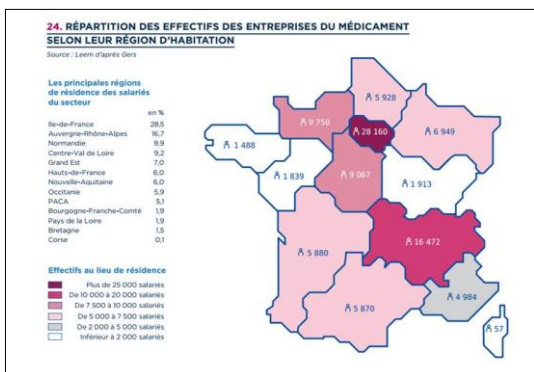 24. RÉPARTITION DES EFFECTIFS DES ENTREPRISES DU MÉDICAMENT
SELON LEUR RÉGION D'HABITATION
Source : Leem d'après Gers
Les principales régions
de résidence des salariés
du secteur
en %
Ile-de-France 28,5
Auvergne-Rhône-Alpes 16,7
Normandie 9,9
Centre-Val de Loire 9,2
Grand Est 7,0
Hauts-de-France 6,0
Nouvelle-Aquitaine 6,0
Occitanie 5,9
PACA 5,1
Bourgogne-Franche-Comté 1,9
Pays de la Loire 1,9
Bretagne 1,5
Corse 0,1
Effectifs au lieu de résidence
Plus de 25 000 salariés
De 10 000 à 20 000 salariés
De 7 500 à 10 000 salariés
De 5 000 à 7 500 salariés
De 2 000 à 5 000 salariés
Inférieur à 2 000 salariés
5 928
9 750
28 160
6 949
1 488
1 839
9 067
1 913
16 472
5 880
5 870
4 984
57